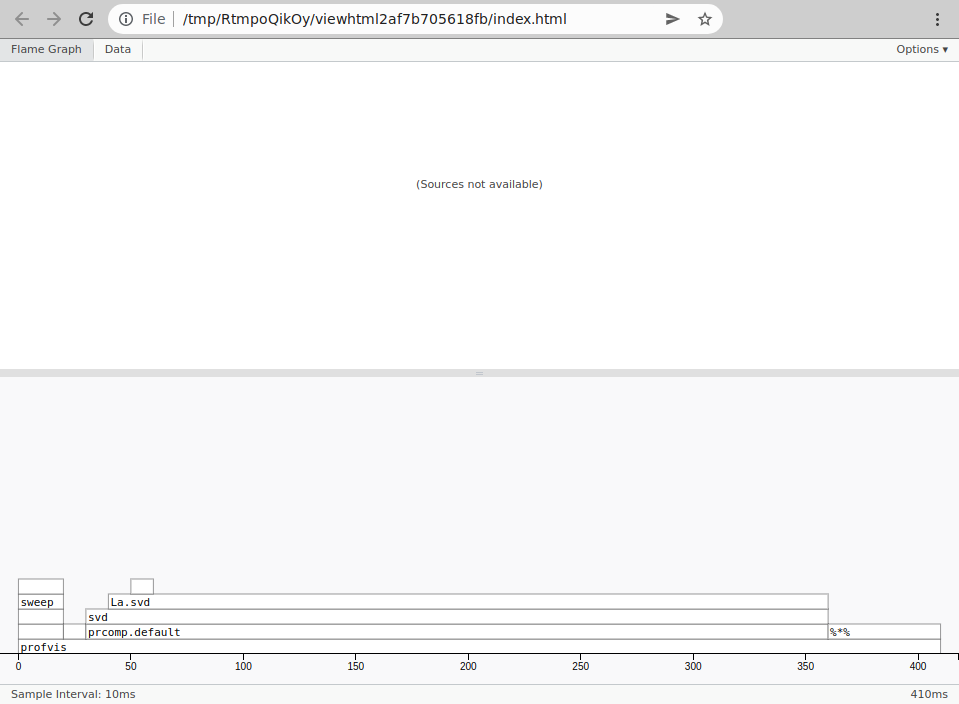 File /tmp/RtmpoQikOy/viewhtml2af7b705618fb/index.html
Flame Graph Data Options ▾
(Sources not available)
sweep La.svd
svd
prcomp.default %*%
profvis
0 50 100 150 200 250 300 350 400
Sample Interval: 10ms 410ms